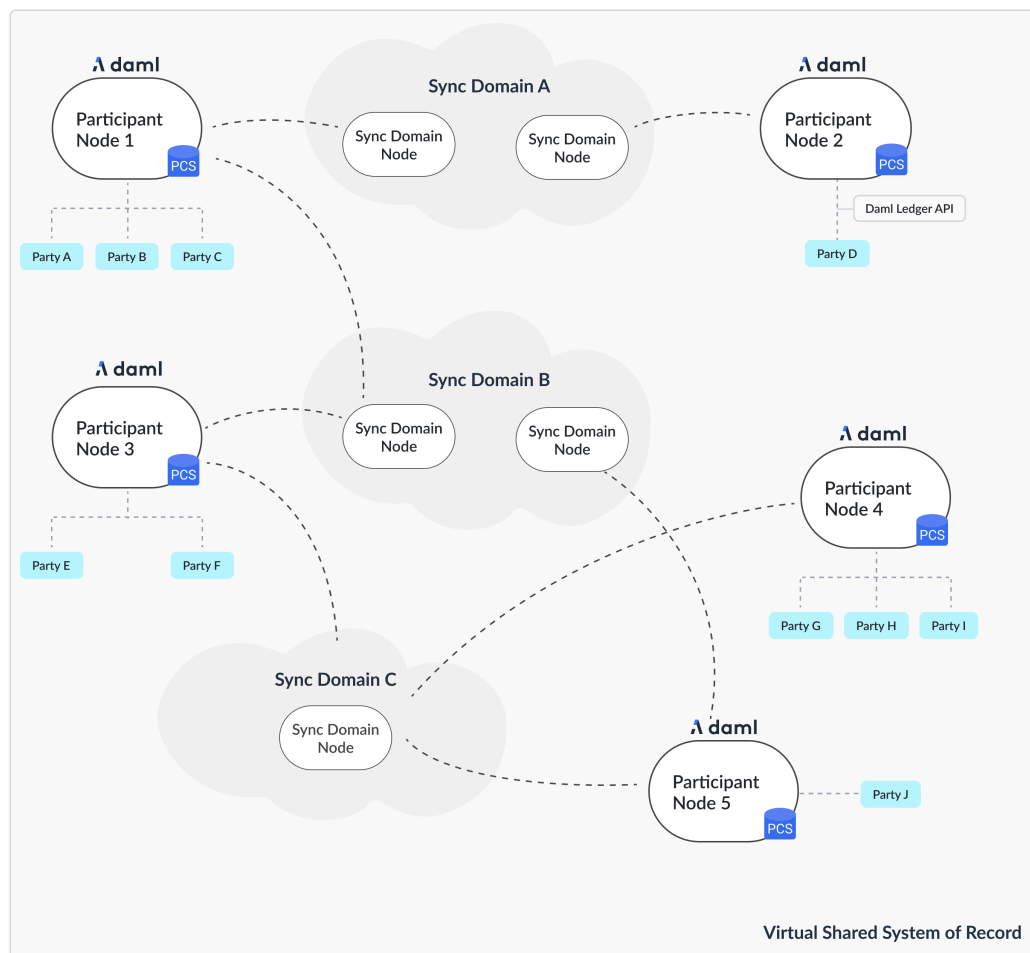 daml
Participant
Node 1
PCS
Party A
Party B
Party C
Sync Domain A
Sync Domain
Node
Sync Domain
Node
daml
Participant
Node 2
PCS
Daml Ledger API
Party D
daml
Participant
Node 3
PCS
Party E
Party F
Sync Domain B
Sync Domain
Node
Sync Domain
Node
daml
Participant
Node 4
PCS
Party G
Party H
Party I
Sync Domain C
Sync Domain
Node
daml
Participant
Node 5
PCS
Party J
Virtual Shared System of Record